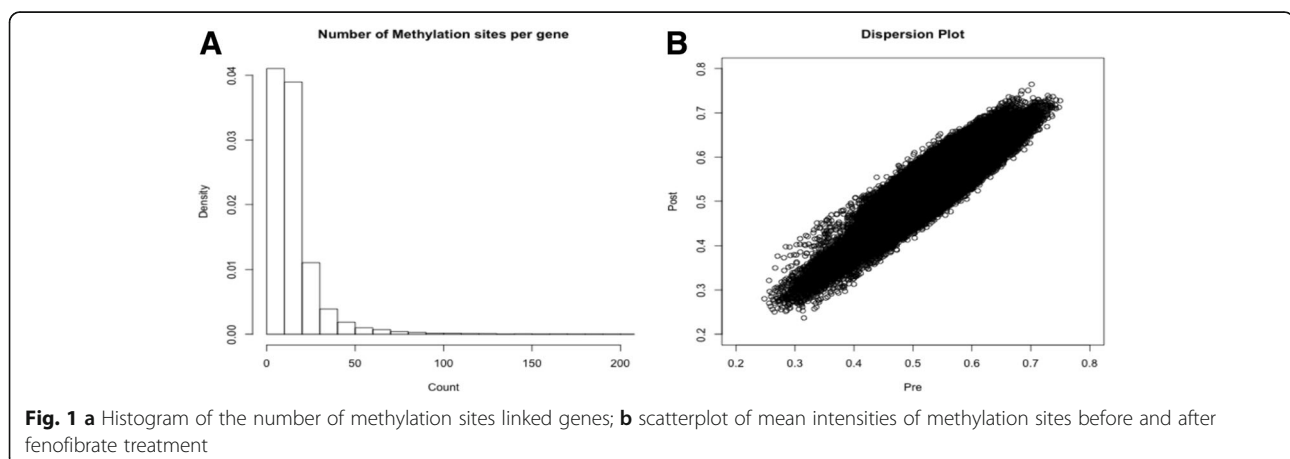 A
Number of Methylation sites per gene
Density
0.00
0.01
0.02
0.03
0.04
0
50
100
150
200
Count
B
Dispersion Plot
Post
0.2
0.3
0.4
0.5
0.6
0.7
0.8
0.2
0.3
0.4
0.5
0.6
0.7
0.8
Pre
Fig. 1 a Histogram of the number of methylation sites linked genes; b scatterplot of mean intensities of methylation sites before and after
fenofibrate treatment